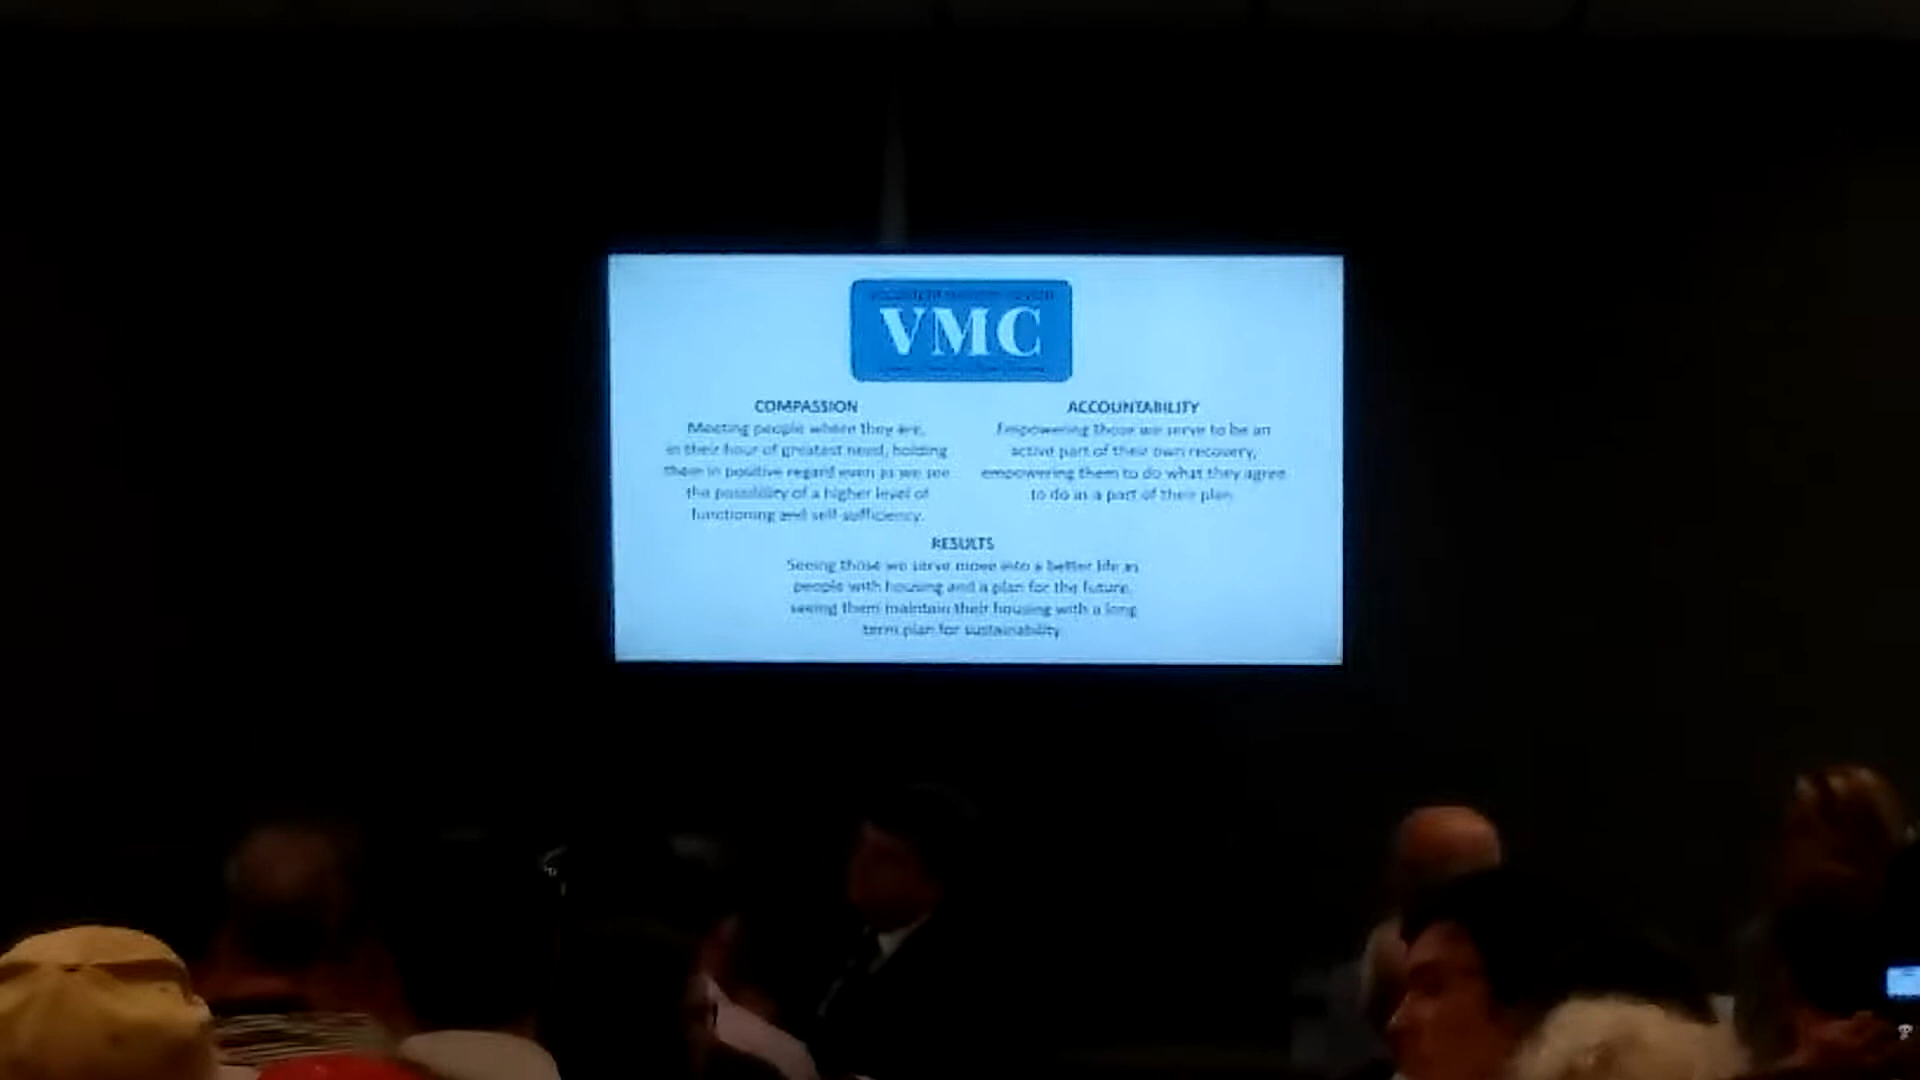 VMC
COMPASSION
Meeting people where they are,
in their hour of greatest need, holding
them in positive regard even as we see
the possibility of a higher level of
functioning and self-sufficiency.
ACCOUNTABILITY
Empowering those we serve to be an
active part of their own recovery,
empowering them to do what they agree
to do as a part of their plan.
RESULTS
Seeing those we serve move into a better life as
people with housing and a plan for the future,
seeing them maintain their housing with a long
term plan for sustainability